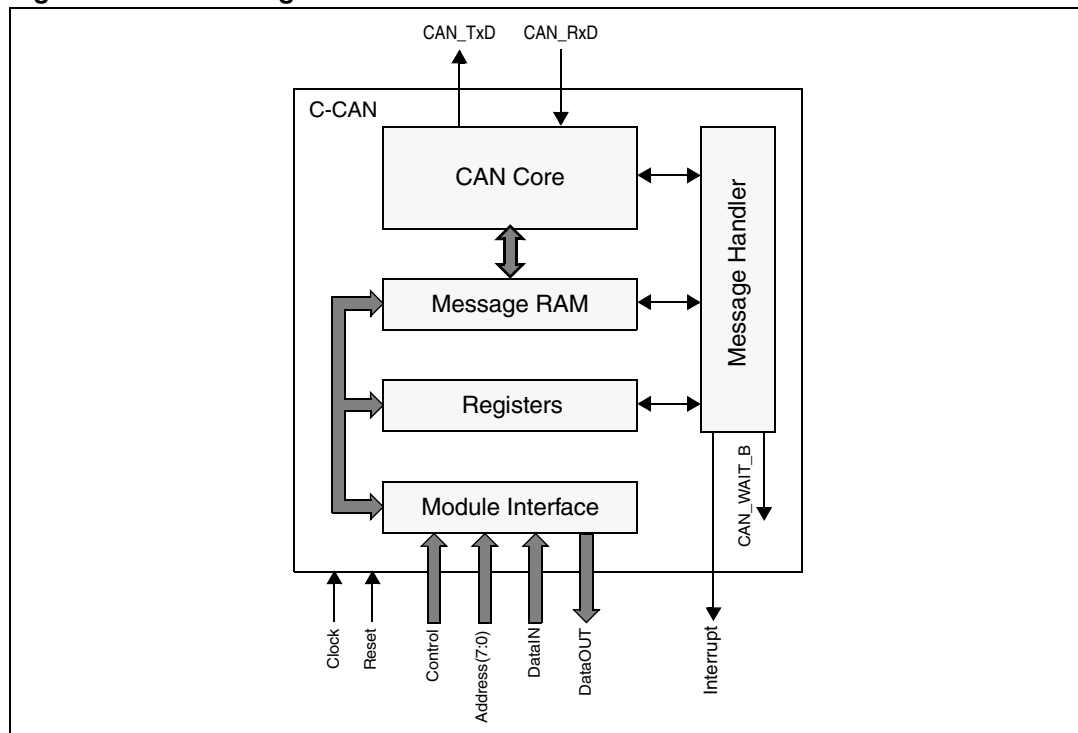 CAN_TxD
CAN_RxD
C-CAN
CAN Core
Message Handler
Message RAM
Registers
CAN_WAIT_B
Module Interface
Clock
Reset
Control
Address(7:0)
DataIN
DataOUT
Interrupt